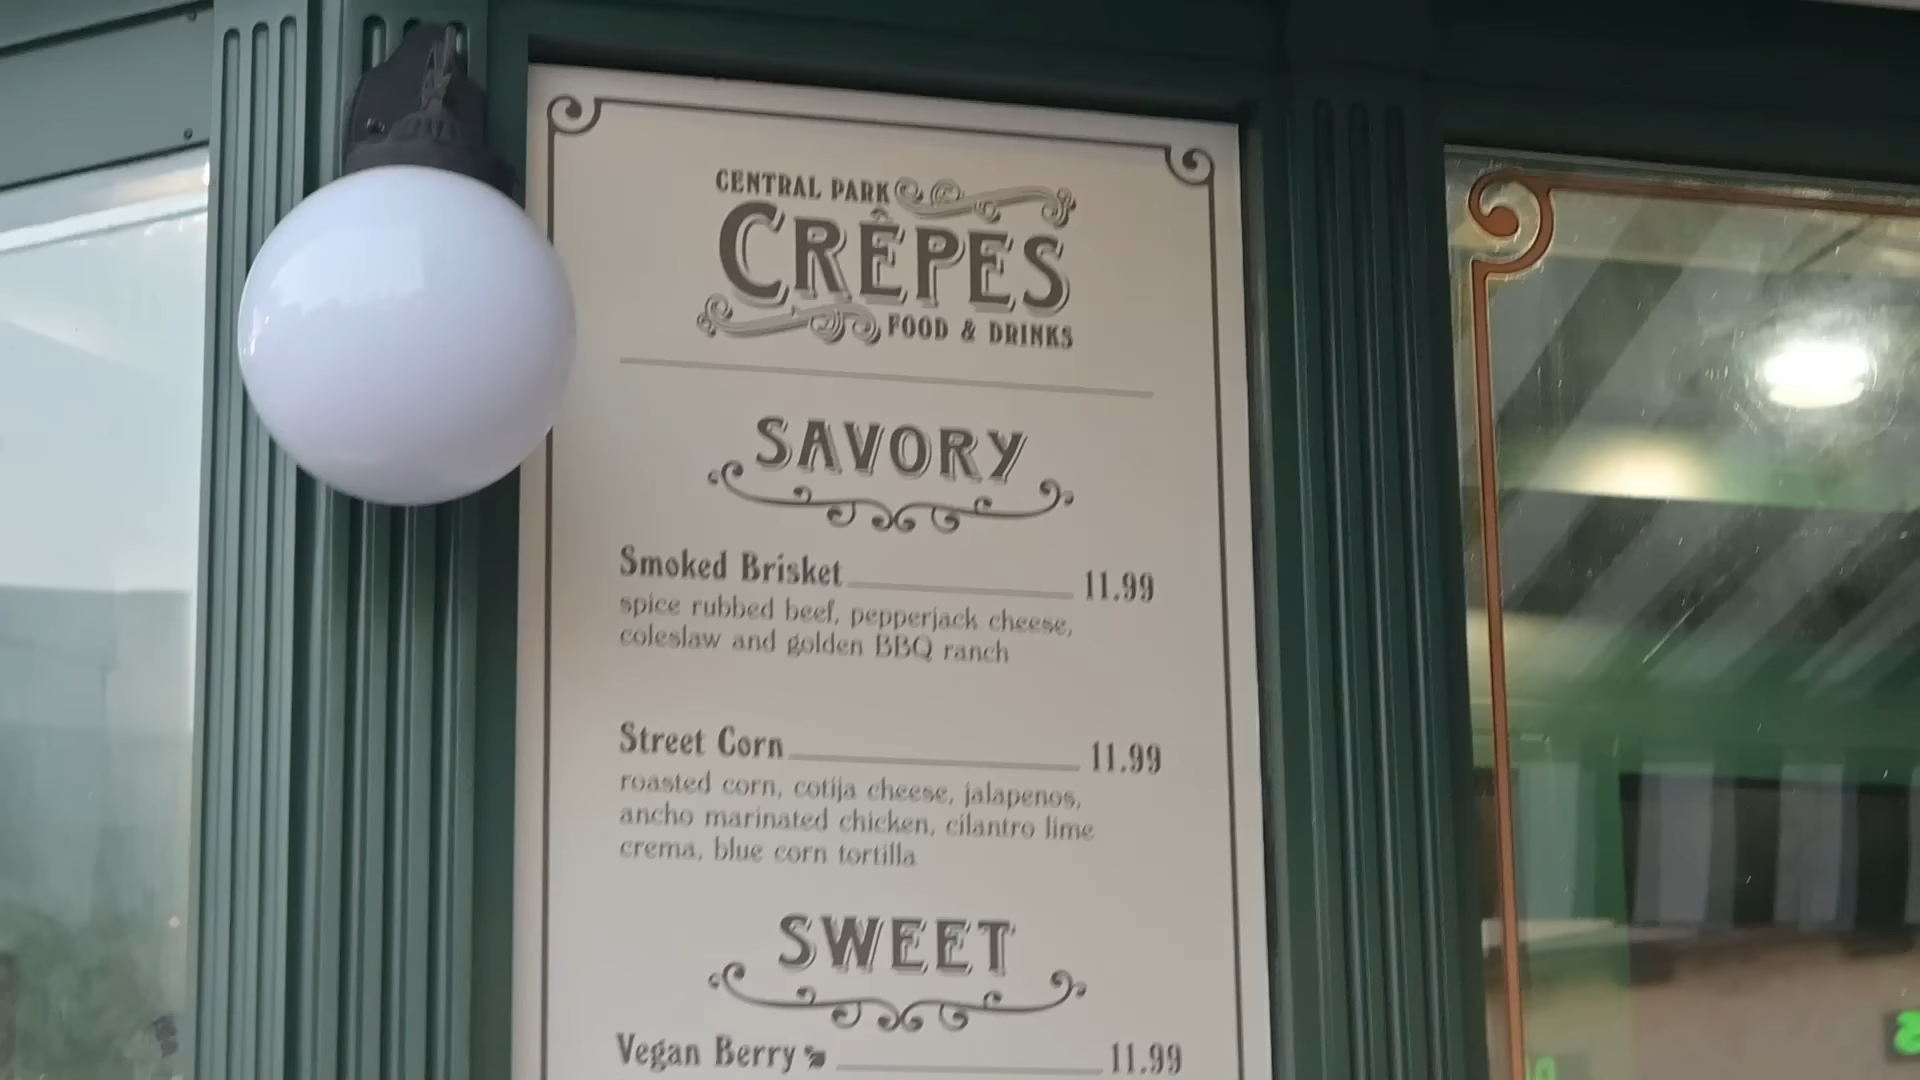 CENTRAL PARK
CRÊPES
FOOD & DRINKS
SAVORY
Smoked Brisket 11.99
spice rubbed beef, pepperjack cheese,
coleslaw and golden BBQ ranch
Street Corn 11.99
roasted corn, cotija cheese, jalapenos,
ancho marinated chicken, cilantro lime
crema, blue corn tortilla
SWEET
Vegan Berry 11.99